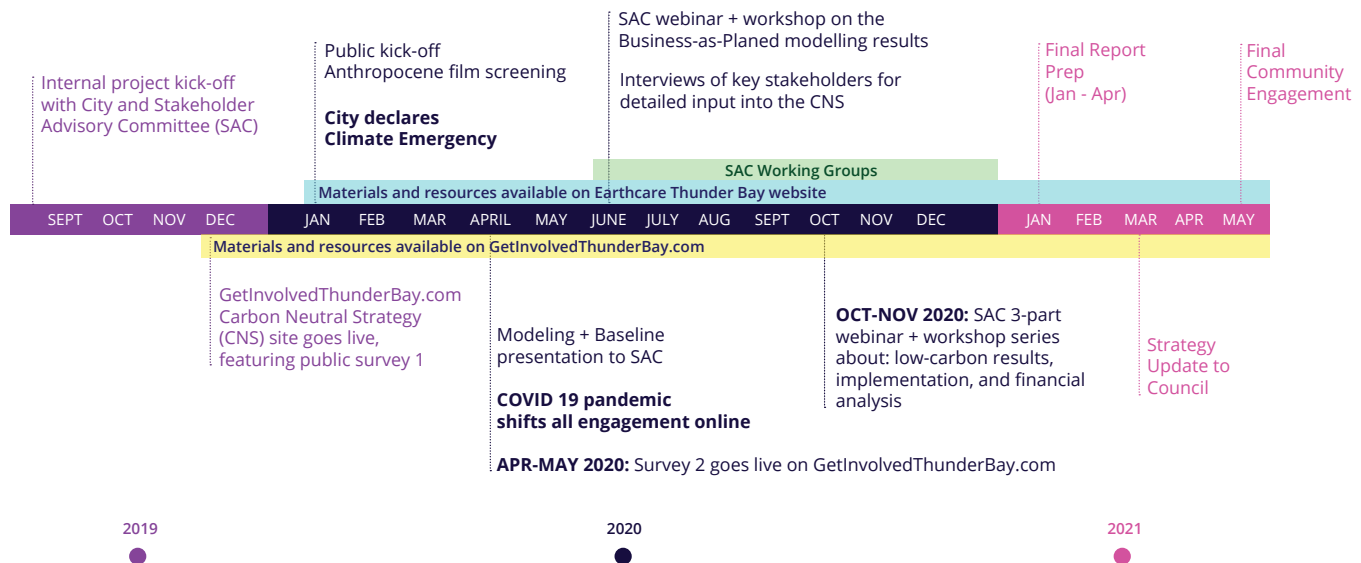 Internal project kick-off
with City and Stakeholder
Advisory Committee (SAC)
Public kick-off
Anthropocene film screening
City declares
Climate Emergency
SAC webinar + workshop on the
Business-as-Planed modelling results
Interviews of key stakeholders for
detailed input into the CNS
Final Report
Prep
(Jan - Apr)
Final
Community
Engagement
SAC Working Groups
Materials and resources available on Earthcare Thunder Bay website
SEPT OCT NOV DEC JAN FEB MAR APRIL MAY JUNE JULY AUG SEPT OCT NOV DEC JAN FEB MAR APR MAY
Materials and resources available on GetInvolvedThunderBay.com
GetInvolvedThunderBay.com
Carbon Neutral Strategy
(CNS) site goes live,
featuring public survey 1
Modeling + Baseline
presentation to SAC
COVID 19 pandemic
shifts all engagement online
APR-MAY 2020: Survey 2 goes live on GetInvolvedThunderBay.com
OCT-NOV 2020: SAC 3-part
webinar + workshop series
about: low-carbon results,
implementation, and financial
analysis
Strategy
Update to
Council
2019 2020 2021